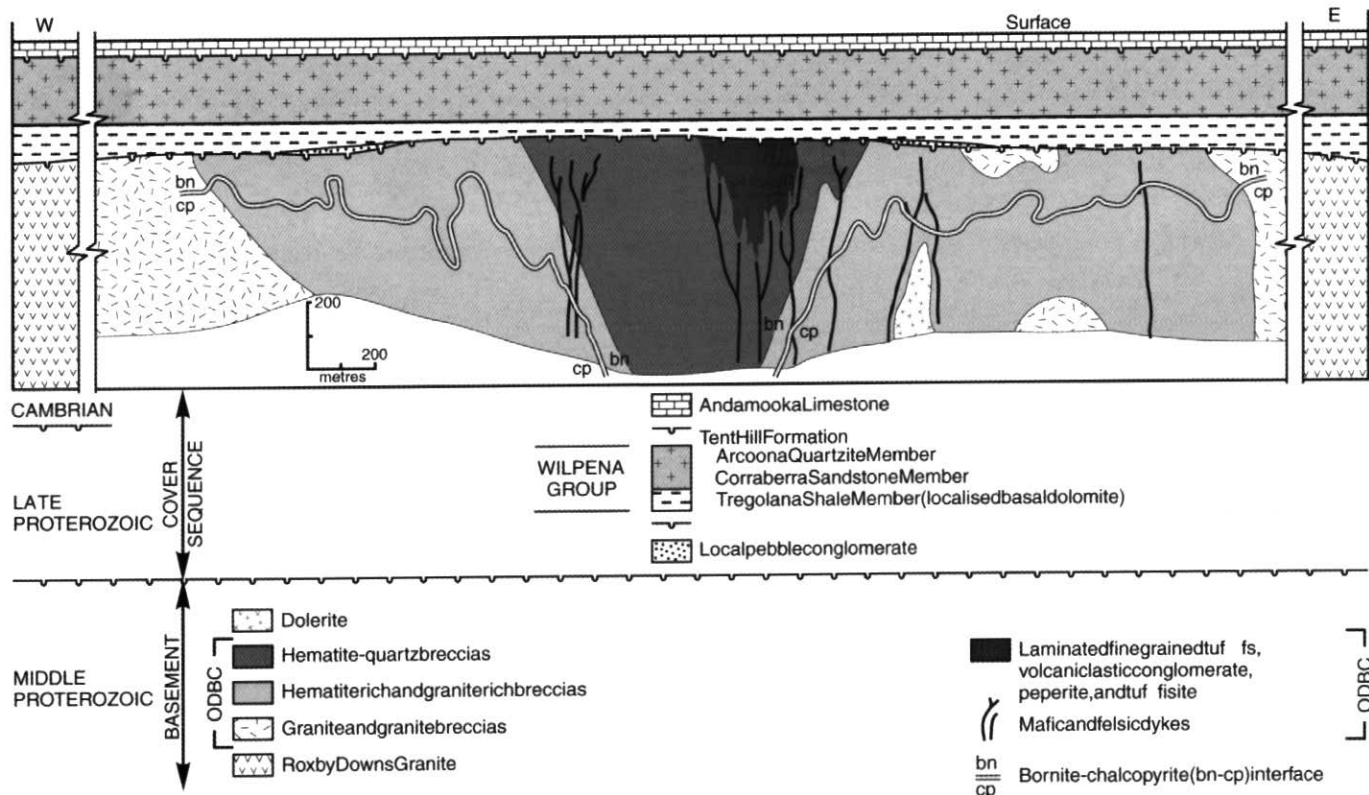 W
Surface
E
bn
cp
bn
cp
200
200
metres
bn
cp
bn
cp
CAMBRIAN
LATE
PROTEROZOIC
COVER
SEQUENCE
WILPENA
GROUP
AndamookaLimestone
TentHillFormation
ArcoonaQuartziteMember
CorraberraSandstoneMember
TregolanaShaleMember(localisedbasaldolomite)
Localpebbleconglomerate
MIDDLE
PROTEROZOIC
BASEMENT
ODBC
Dolerite
Hematite-quartzbreccias
Hematiterichandgraniterichbreccias
Graniteandgranitebreccias
RoxbyDownsGranite
Laminatedfinegrainedtuf fs,
volcaniclasticconglomerate,
peperite,andtuf fisite
Maficandfelsicdykes
bn
cp
Bornite-chalcopyrite(bn-cp)interface
ODBC